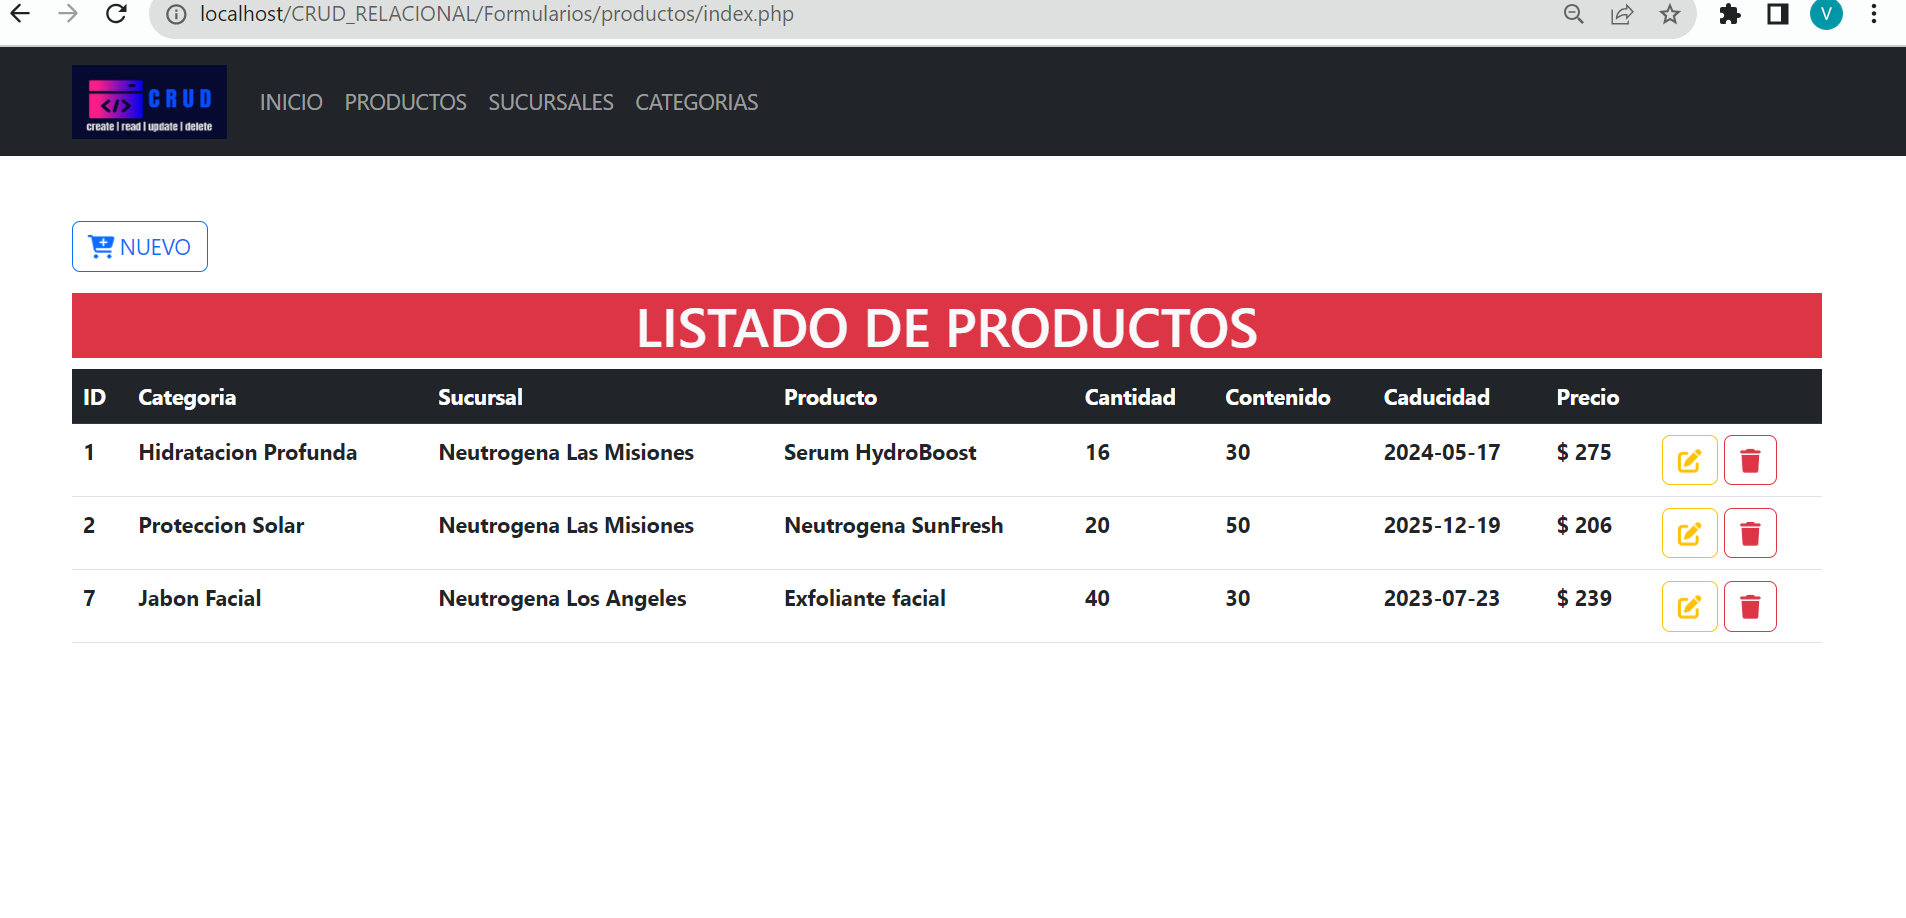 localhost/CRUD_RELACIONAL/Formularios/productos/index.php
V
</> CRUD
create | read | update | delete
INICIO PRODUCTOS SUCURSALES CATEGORIAS
NUEVO
LISTADO DE PRODUCTOS
ID Categoria Sucursal Producto Cantidad Contenido Caducidad Precio
1 Hidratacion Profunda Neutrogena Las Misiones Serum HydroBoost 16 30 2024-05-17 $ 275
2 Proteccion Solar Neutrogena Las Misiones Neutrogena SunFresh 20 50 2025-12-19 $ 206
7 Jabon Facial Neutrogena Los Angeles Exfoliante facial 40 30 2023-07-23 $ 239